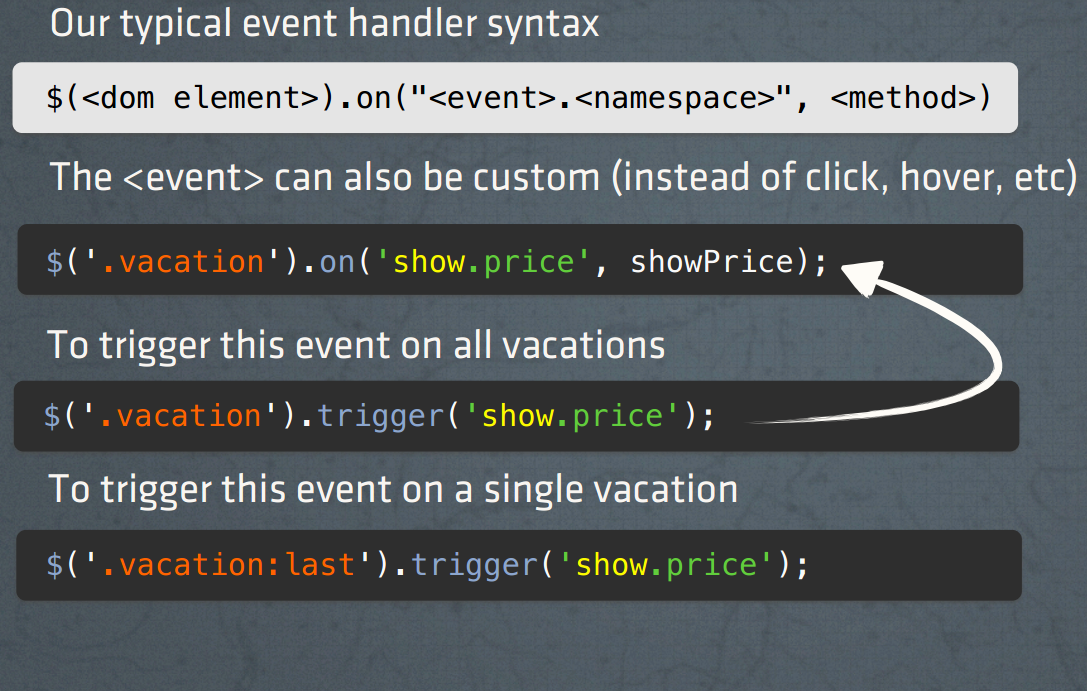 Our typical event handler syntax
$(<dom element>).on("<event>.<namespace>", <method>)
The <event> can also be custom (instead of click, hover, etc)
$('.vacation').on('show.price', showPrice);
To trigger this event on all vacations
$('.vacation').trigger('show.price');
To trigger this event on a single vacation
$('.vacation:last').trigger('show.price');